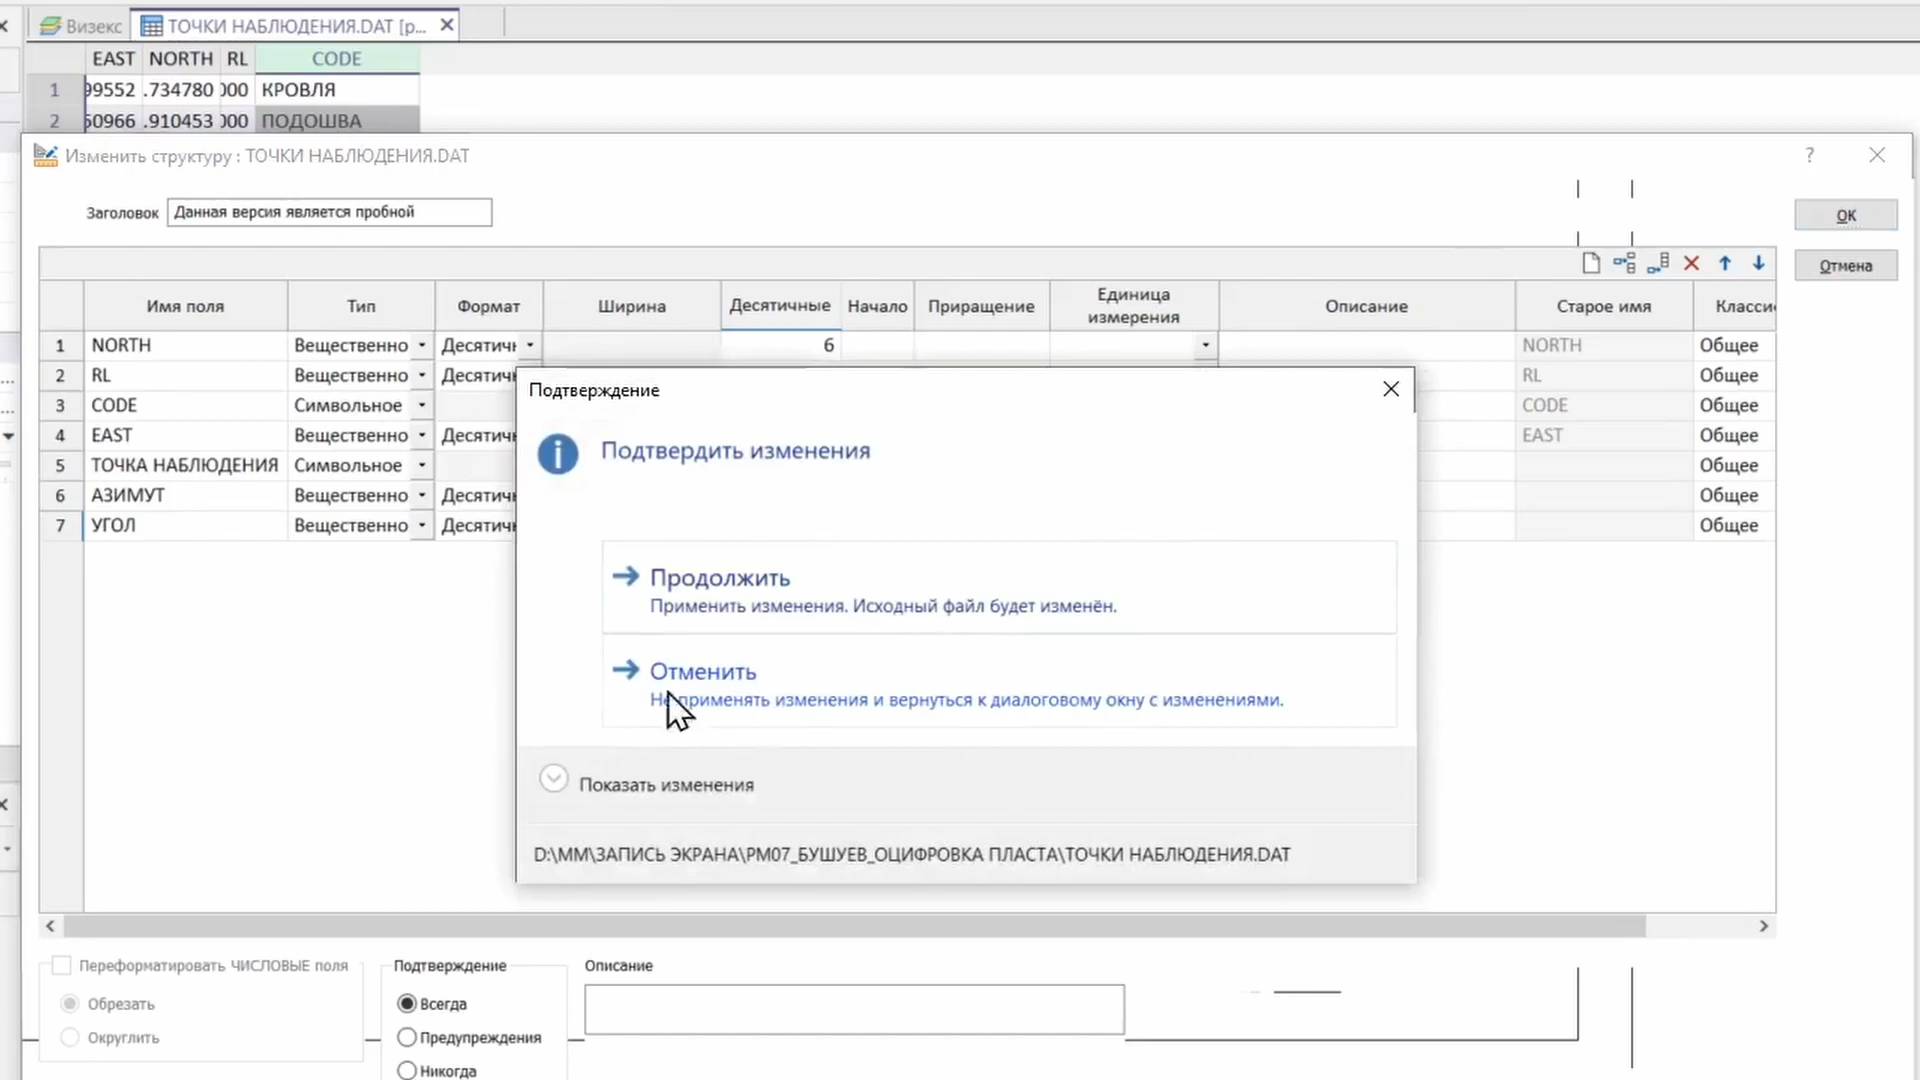 Визекс
ТОЧКИ НАБЛЮДЕНИЯ.DAT [р...
EAST NORTH RL CODE
1 99552 .734780 000 КРОВЛЯ
2 60966 .910453 000 ПОДОШВА
Изменить структуру : ТОЧКИ НАБЛЮДЕНИЯ.DAT
?
Заголовок Данная версия является пробной
ОК
Отмена
Имя поля Тип Формат Ширина Десятичные Начало Приращение Единица измерения Описание Старое имя Класси
1 NORTH Вещественно Десятичн 6 NORTH Общее
2 RL Вещественно Десятичн RL Общее
3 CODE Символьное CODE Общее
4 EAST Вещественно Десятичн EAST Общее
5 ТОЧКА НАБЛЮДЕНИЯ Символьное Общее
6 АЗИМУТ Вещественно Десятичн Общее
7 УГОЛ Вещественно Десятичн Общее
Подтверждение
Подтвердить изменения
Продолжить
Применить изменения. Исходный файл будет изменён.
Отменить
Не применять изменения и вернуться к диалоговому окну с изменениями.
Показать изменения
D:\MM\ЗАПИСЬ ЭКРАНА\PM07_БУШУЕВ_ОЦИФРОВКА ПЛАСТА\ТОЧКИ НАБЛЮДЕНИЯ.DAT
Переформатировать ЧИСЛОВЫЕ поля
Обрезать
Округлить
Подтверждение
Всегда
Предупреждения
Никогда
Описание